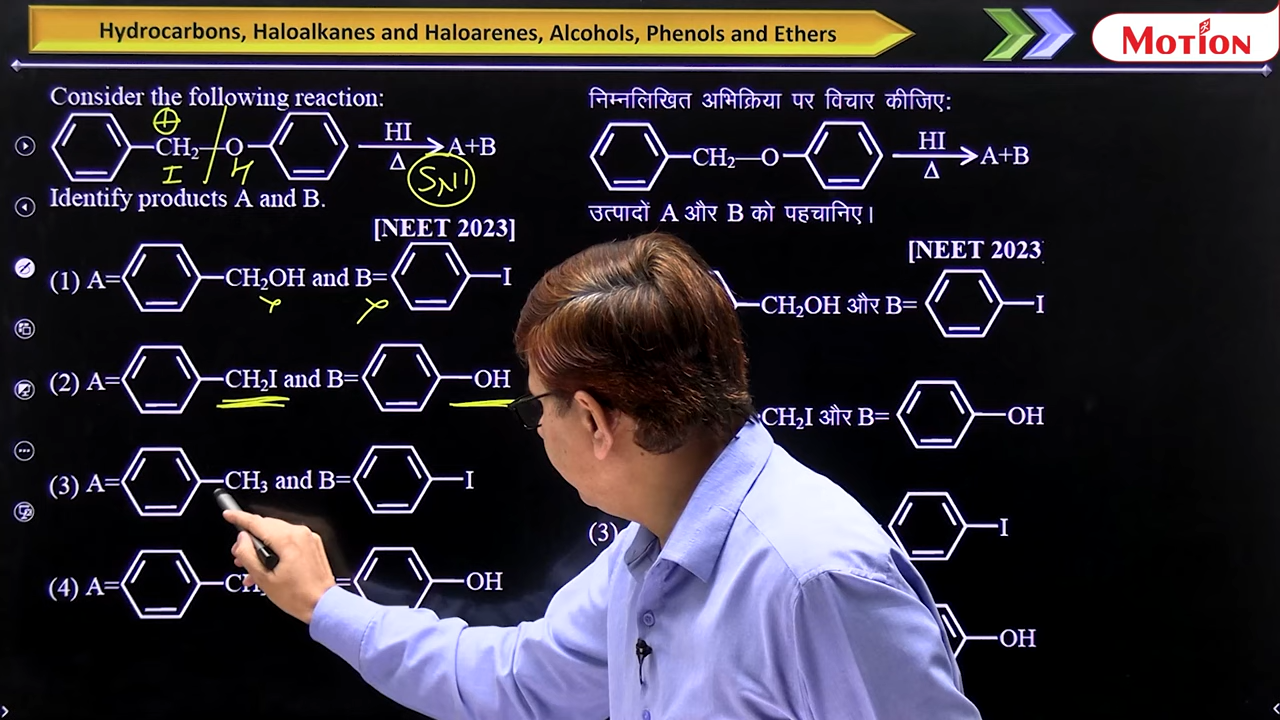 Hydrocarbons, Haloalkanes and Haloarenes, Alcohols, Phenols and Ethers
MOTION
Consider the following reaction:
⊕
CH₂—O
HI
Δ
A+B
I
H
SN1
Identify products A and B.
[NEET 2023]
(1) A= CH₂OH and B= I
(2) A= CH₂I and B= OH
(3) A= CH₃ and B= I
(4) A= OH
निम्नलिखित अभिक्रिया पर विचार कीजिए:
CH₂—O
HI
Δ
A+B
उत्पादों A और B को पहचानिए।
[NEET 2023
CH₂OH और B= I
CH₂I और B= OH
(3) I
OH